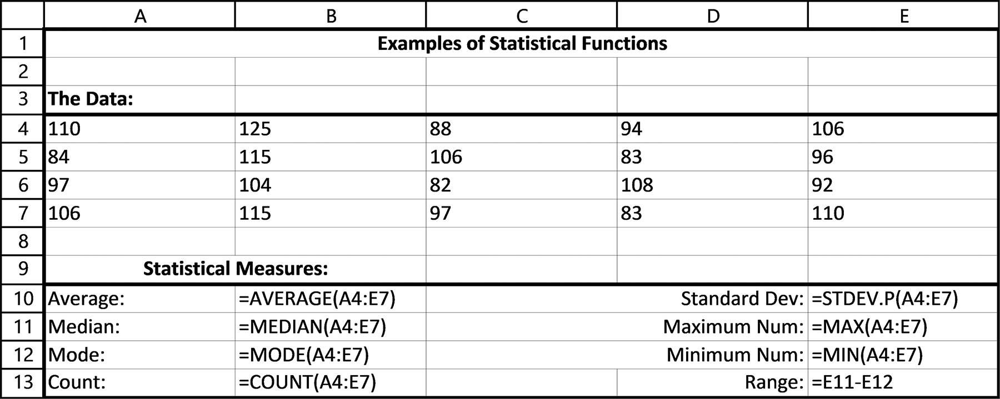 A B C D E
1 Examples of Statistical Functions
2
3 The Data:
4 110 125 88 94 106
5 84 115 106 83 96
6 97 104 82 108 92
7 106 115 97 83 110
8
9 Statistical Measures:
10 Average: =AVERAGE(A4:E7) Standard Dev: =STDEV.P(A4:E7)
11 Median: =MEDIAN(A4:E7) Maximum Num: =MAX(A4:E7)
12 Mode: =MODE(A4:E7) Minimum Num: =MIN(A4:E7)
13 Count: =COUNT(A4:E7) Range: =E11-E12